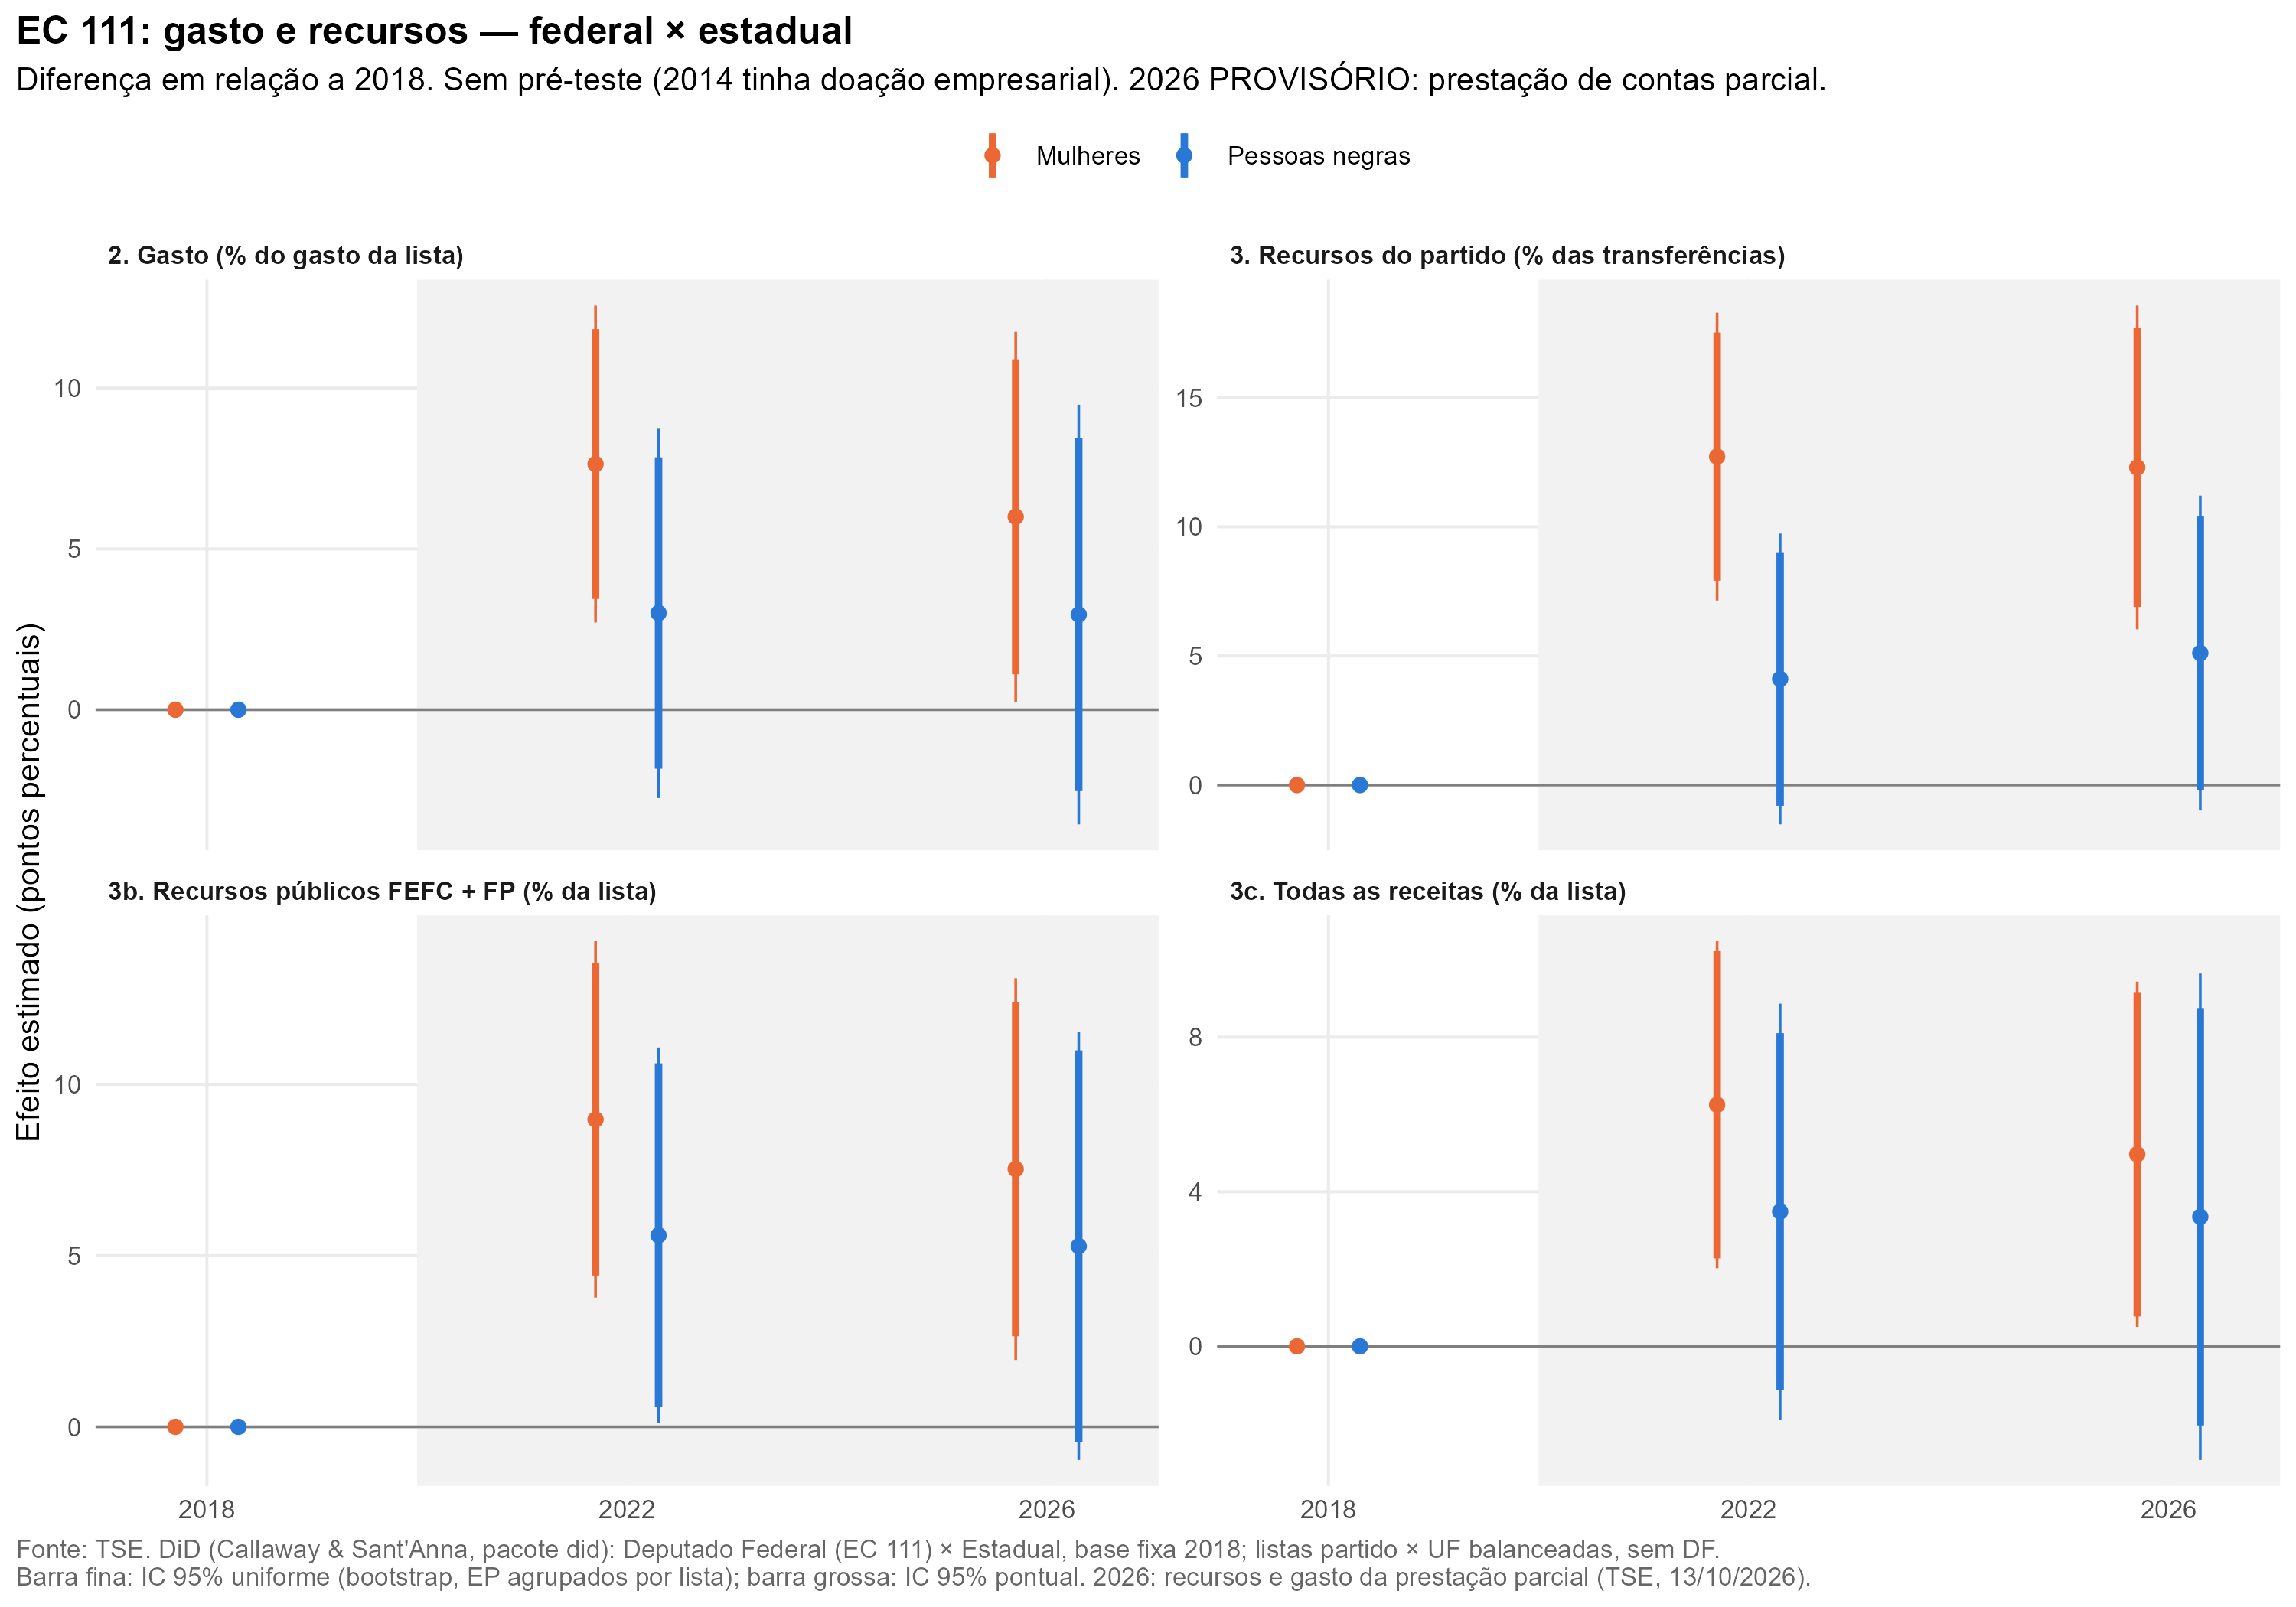 EC 111: gasto e recursos — federal × estadual
Diferença em relação a 2018. Sem pré-teste (2014 tinha doação empresarial). 2026 PROVISÓRIO: prestação de contas parcial.
Mulheres
Pessoas negras
Efeito estimado (pontos percentuais)
2. Gasto (% do gasto da lista)
10
5
0
3. Recursos do partido (% das transferências)
15
10
5
0
3b. Recursos públicos FEFC + FP (% da lista)
10
5
0
2018
2022
2026
3c. Todas as receitas (% da lista)
8
4
0
2018
2022
2026
Fonte: TSE. DiD (Callaway & Sant'Anna, pacote did): Deputado Federal (EC 111) × Estadual, base fixa 2018; listas partido × UF balanceadas, sem DF.
Barra fina: IC 95% uniforme (bootstrap, EP agrupados por lista); barra grossa: IC 95% pontual. 2026: recursos e gasto da prestação parcial (TSE, 13/10/2026).